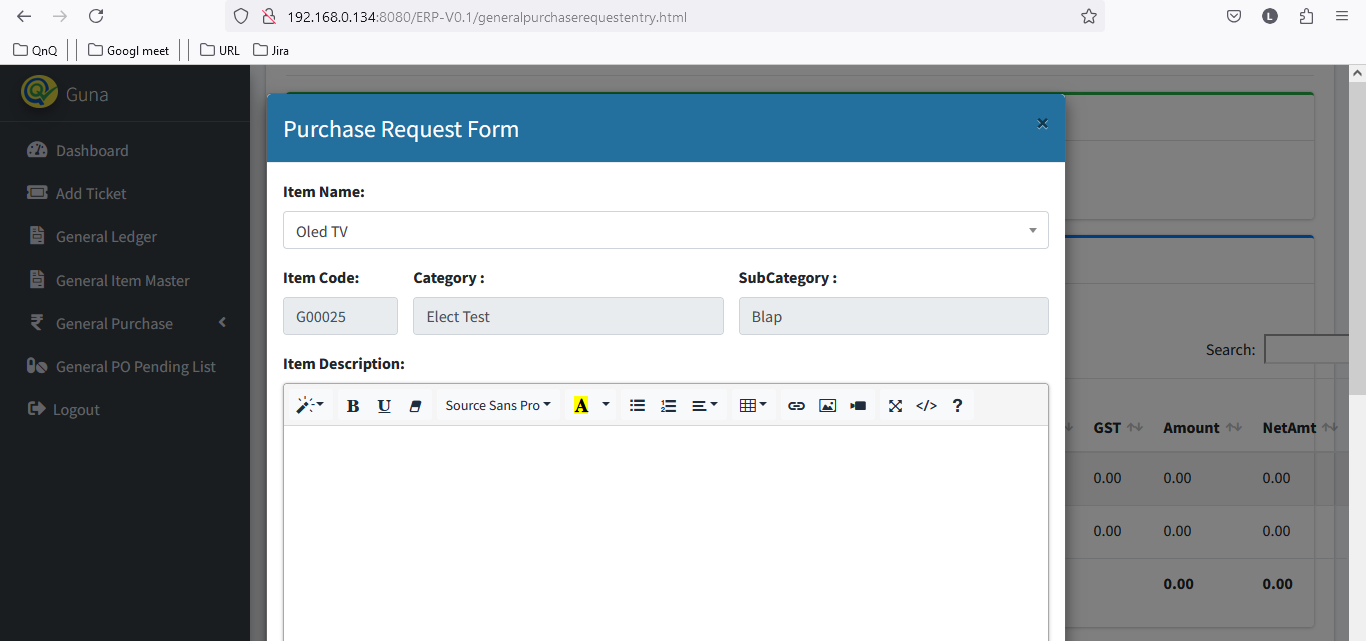 192.168.0.134:8080/ERP-V0.1/generalpurchaserequestentry.html
L
QnQ
Googl meet
URL
Jira
Guna
Dashboard
Add Ticket
General Ledger
General Item Master
General Purchase
General PO Pending List
Logout
Purchase Request Form
×
Item Name:
Oled TV
Item Code: Category : SubCategory :
G00025 Elect Test Blap
Item Description:
B U Source Sans Pro A </> ?
Search:
GST Amount NetAmt
0.00 0.00 0.00
0.00 0.00 0.00
0.00 0.00